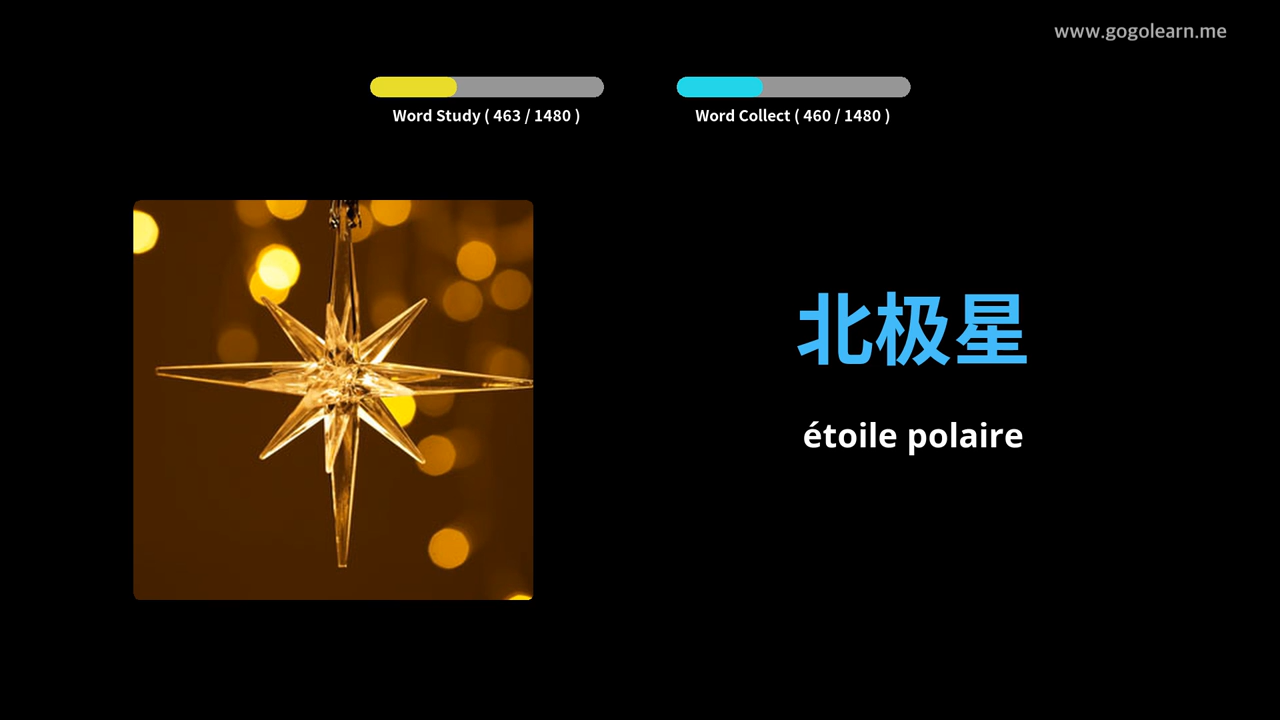 www.gogolearn.me
Word Study ( 463 / 1480 )
Word Collect ( 460 / 1480 )
北极星
étoile polaire